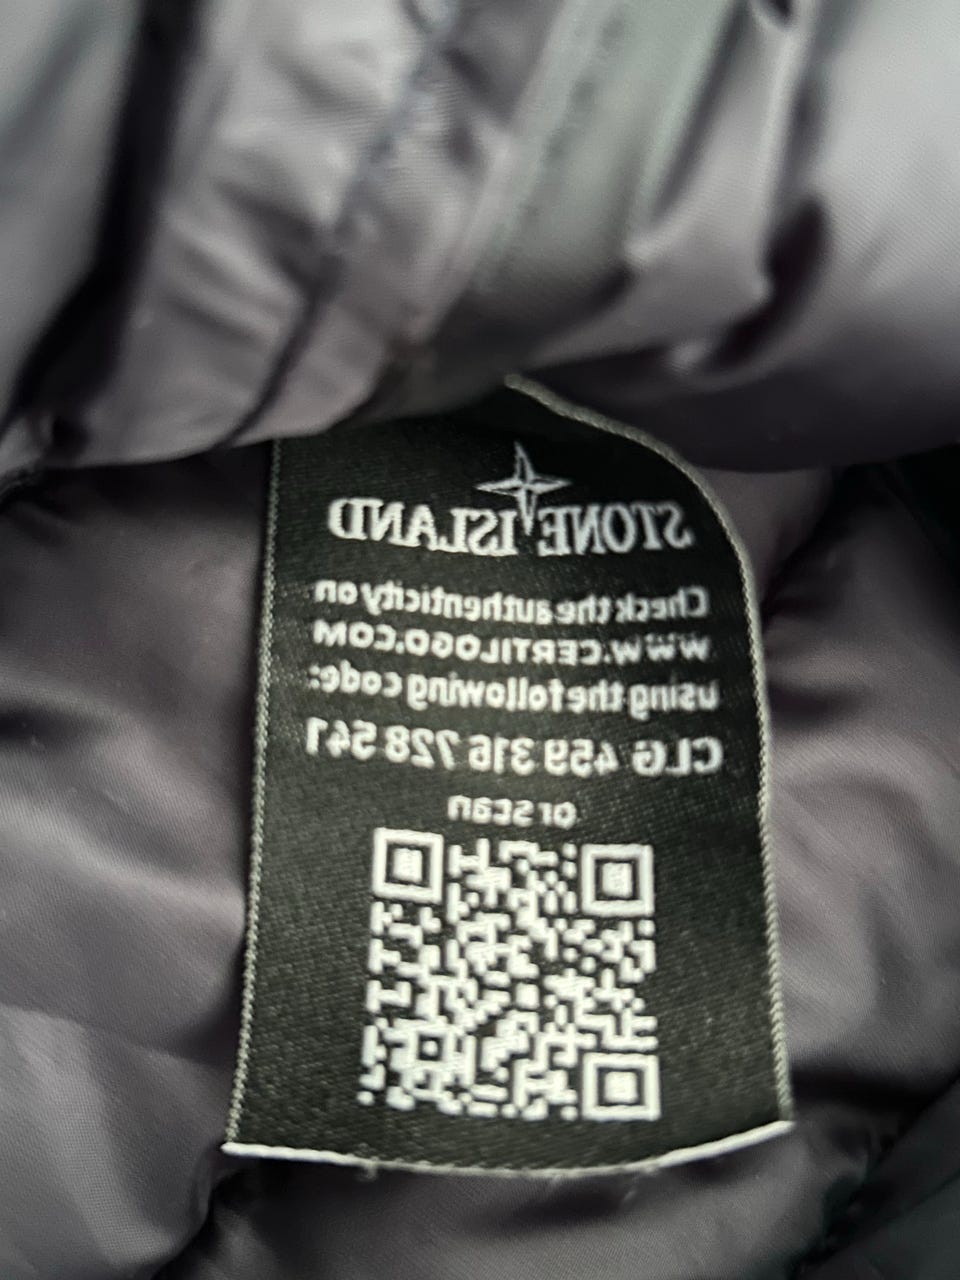 STONE ISLAND
Check the authenticity on
WWW.CERTILOGO.COM
using the following code:
CLG 459 316 728 541
or scan